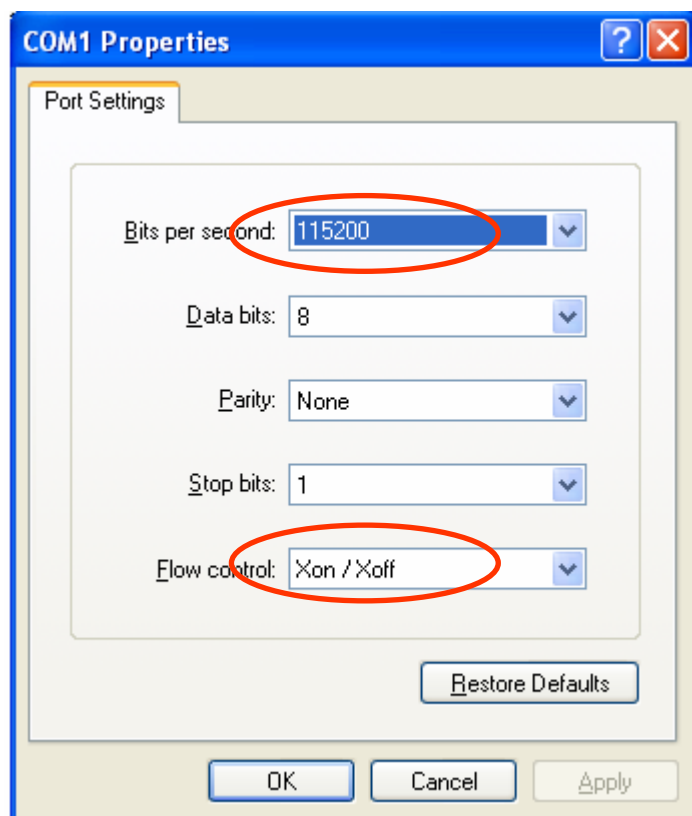 COM1 Properties
Port Settings
Bits per second: 115200
Data bits: 8
Parity: None
Stop bits: 1
Flow control: Xon / Xoff
Restore Defaults
OK Cancel Apply